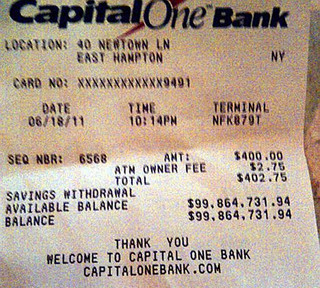 CapitalOne Bank
LOCATION: 40 NEWTOWN LN
EAST HAMPTON NY
CARD NO: XXXXXXXXXXXX9491
DATE TIME TERMINAL
06/18/11 10:14PM NFK879T
SEQ NBR: 6568 AMT: $400.00
ATM OWNER FEE $2.75
TOTAL $402.75
SAVINGS WITHDRAWAL
AVAILABLE BALANCE $99,864,731.94
BALANCE $99,864,731.94
THANK YOU
WELCOME TO CAPITAL ONE BANK
CAPITALONEBANK.COM